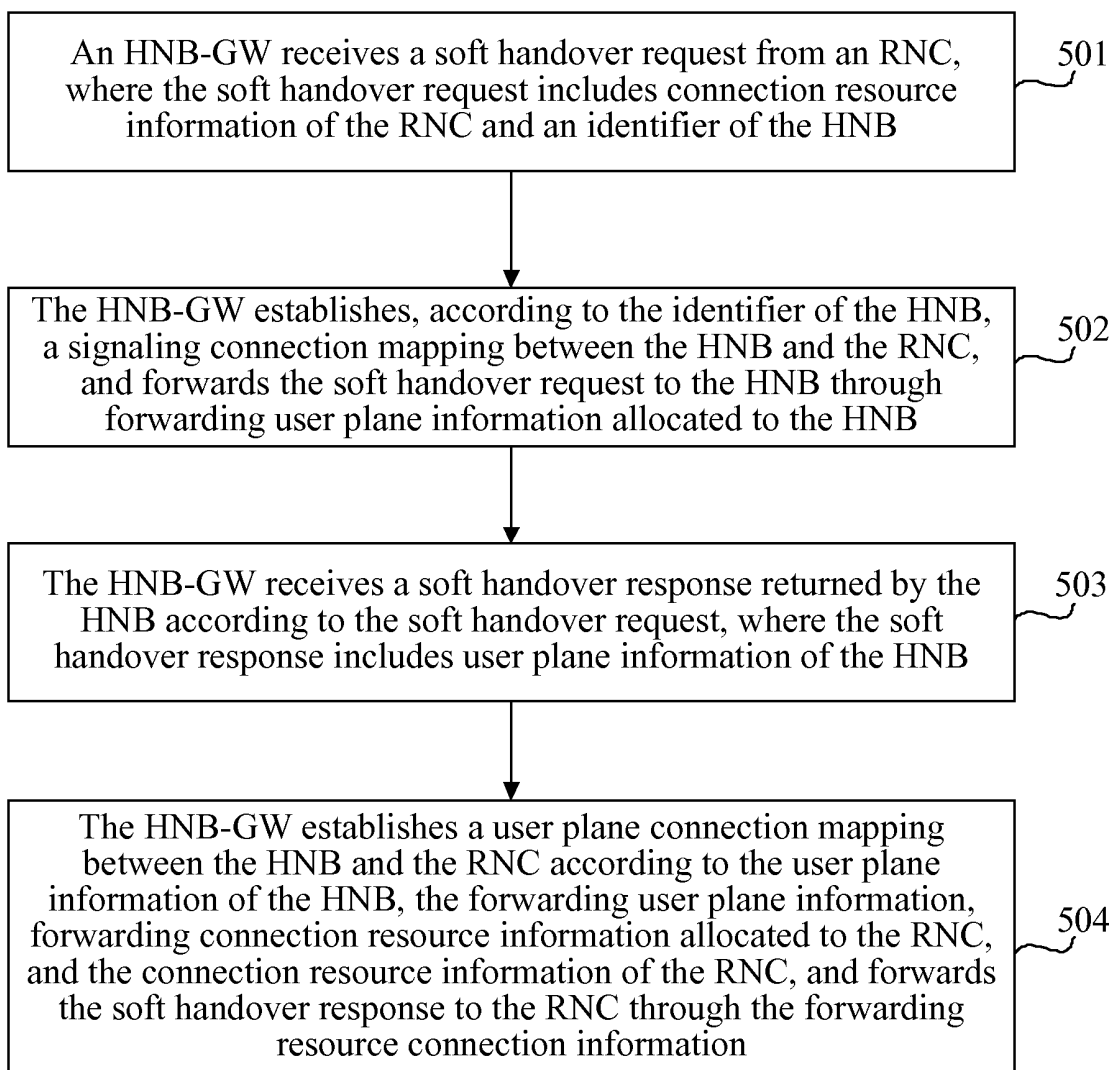 An HNB-GW receives a soft handover request from an RNC,
where the soft handover request includes connection resource
information of the RNC and an identifier of the HNB
501
The HNB-GW establishes, according to the identifier of the HNB,
a signaling connection mapping between the HNB and the RNC,
and forwards the soft handover request to the HNB through
forwarding user plane information allocated to the HNB
502
The HNB-GW receives a soft handover response returned by the
HNB according to the soft handover request, where the soft
handover response includes user plane information of the HNB
503
The HNB-GW establishes a user plane connection mapping
between the HNB and the RNC according to the user plane
information of the HNB, the forwarding user plane information,
forwarding connection resource information allocated to the RNC,
and the connection resource information of the RNC, and forwards
the soft handover response to the RNC through the forwarding
resource connection information
504